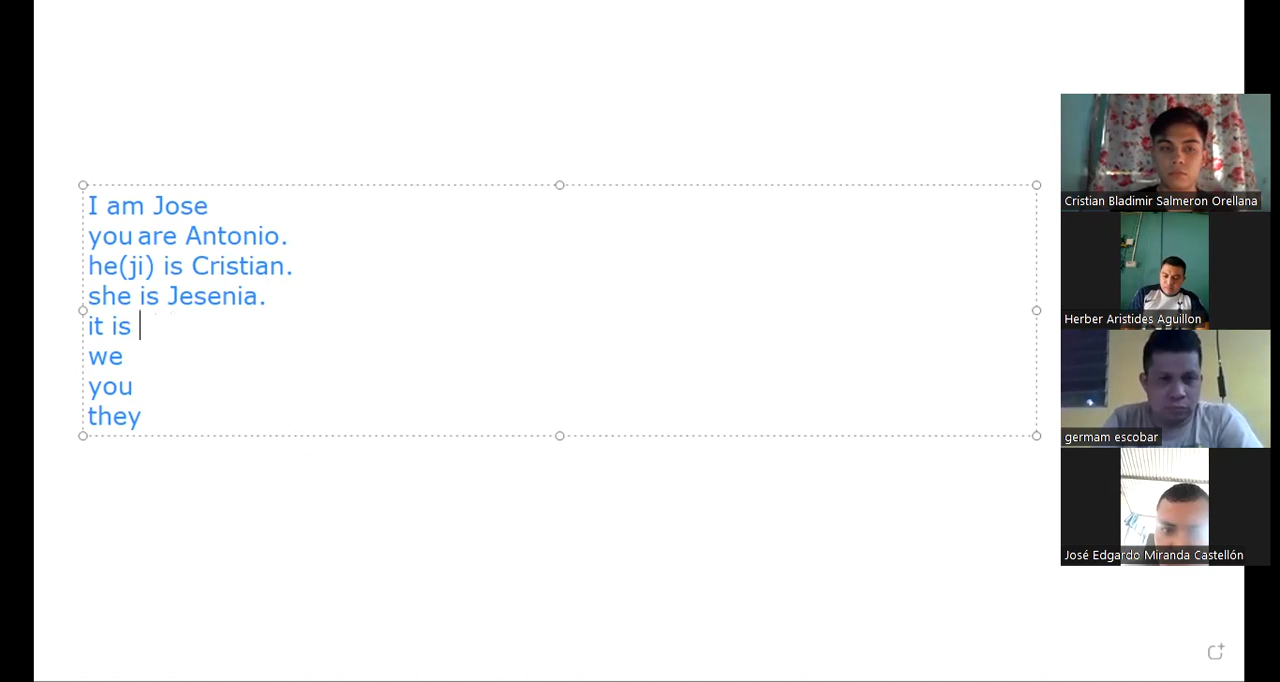 I am Jose
you are Antonio.
he(ji) is Cristian.
she is Jesenia.
it is
we
you
they
Cristian Bladimir Salmeron Orellana
Herber Aristides Aguillon
germam escobar
José Edgardo Miranda Castellón